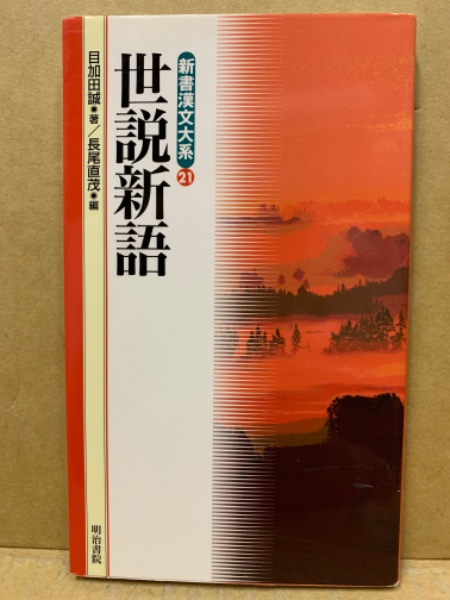 新書漢文大系
21
世説新語
目加田誠●著／長尾直茂●編
明治書院